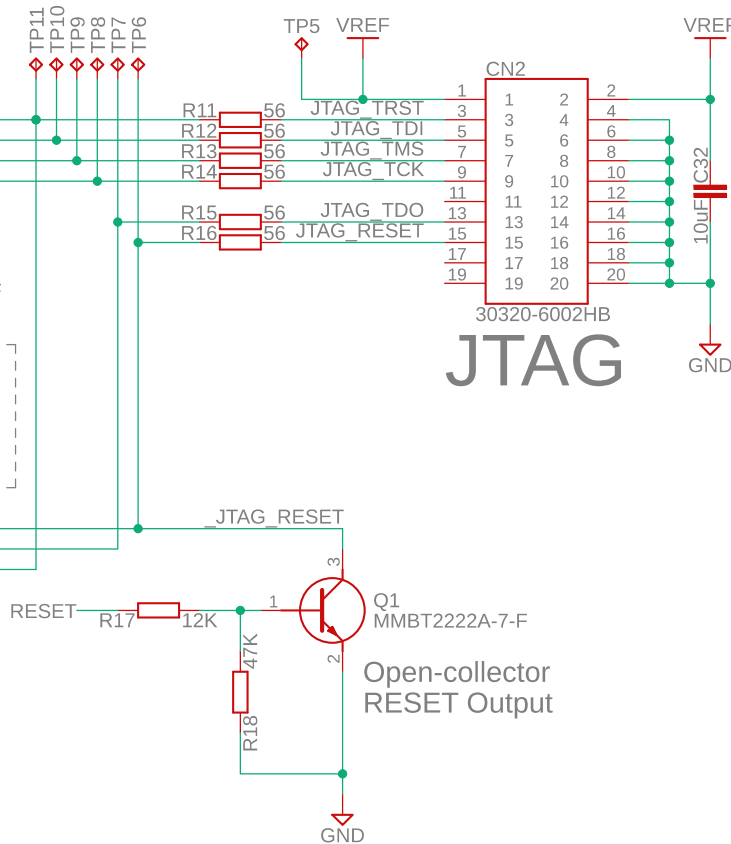 TP11
TP10
TP9
TP8
TP7
TP6
TP5
VREF
VREF
CN2
R11 56 JTAG_TRST
R12 56 JTAG_TDI
R13 56 JTAG_TMS
R14 56 JTAG_TCK
R15 56 JTAG_TDO
R16 56 JTAG_RESET
1 1 2 2
3 3 4 4
5 5 6 6
7 7 8 8
9 9 10 10
11 11 12 12
13 13 14 14
15 15 16 16
17 17 18 18
19 19 20 20
C32
10uF
30320-6002HB
JTAG
GND
_JTAG_RESET
3
RESET
R17 12K
1
Q1
MMBT2222A-7-F
2
47K
R18
Open-collector
RESET Output
GND